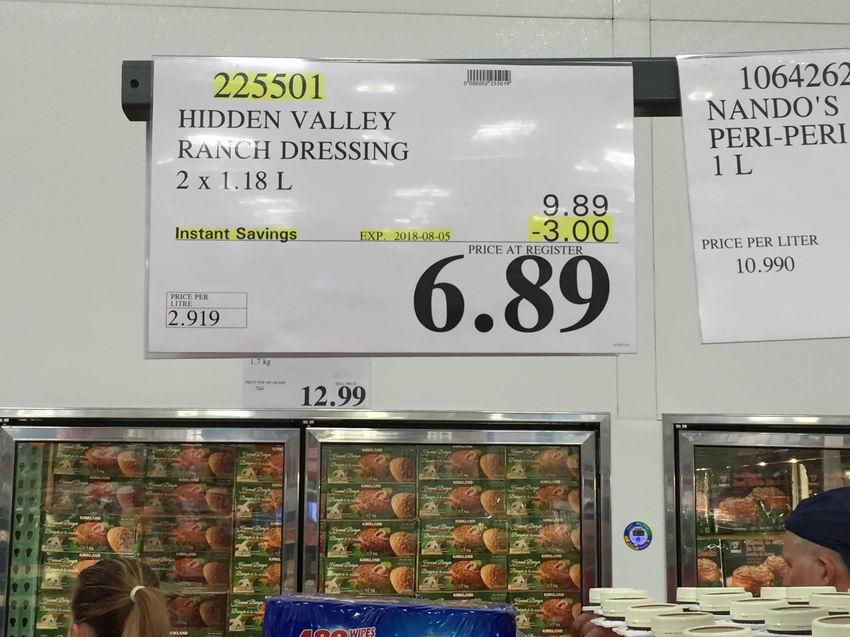 225501
HIDDEN VALLEY
RANCH DRESSING
2 x 1.18 L
9.89
Instant Savings EXP. 2018-08-05 -3.00
PRICE AT REGISTER
6.89
PRICE PER
LITRE
2.919
1064262
NANDO'S
PERI-PERI
1 L
PRICE PER LITER
10.990
1.7 kg
12.99
KIRKLAND
WIPES